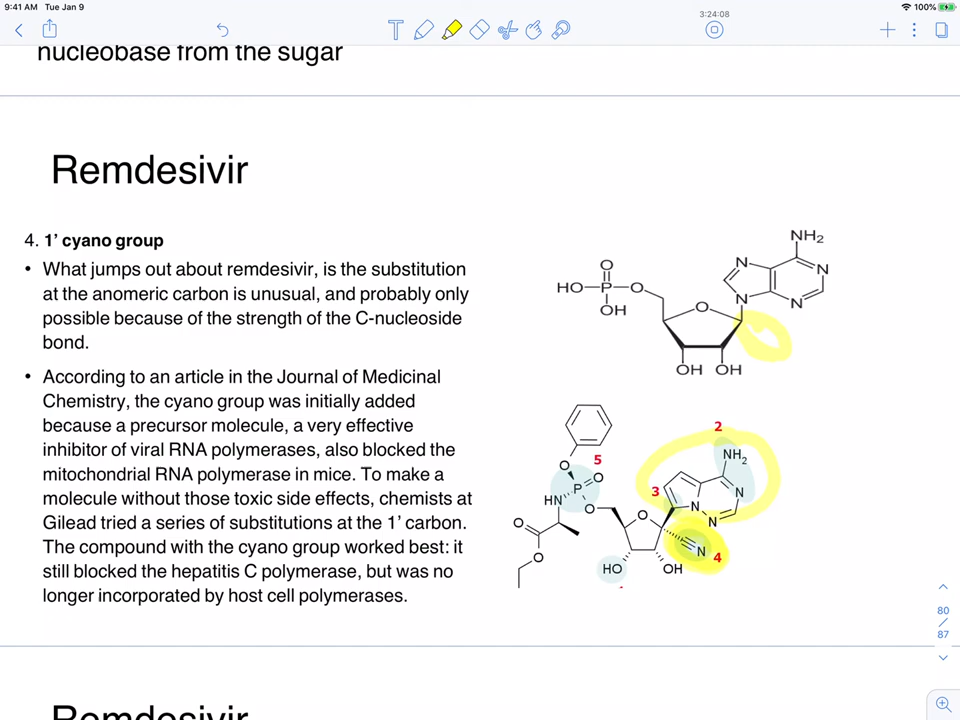 9:41 AM Tue Jan 9
3:24:08
100%
nucleobase from the sugar
Remdesivir
4. 1’ cyano group
• What jumps out about remdesivir, is the substitution
at the anomeric carbon is unusual, and probably only
possible because of the strength of the C-nucleoside
bond.
• According to an article in the Journal of Medicinal
Chemistry, the cyano group was initially added
because a precursor molecule, a very effective
inhibitor of viral RNA polymerases, also blocked the
mitochondrial RNA polymerase in mice. To make a
molecule without those toxic side effects, chemists at
Gilead tried a series of substitutions at the 1’ carbon.
The compound with the cyano group worked best: it
still blocked the hepatitis C polymerase, but was no
longer incorporated by host cell polymerases.
NH2
O N N
HO P O
OH O N N
OH OH
2
5 NH2
O O
P 3 N
HN O N
O O N
O N 4
HO OH
80
/
87
Remdesivir